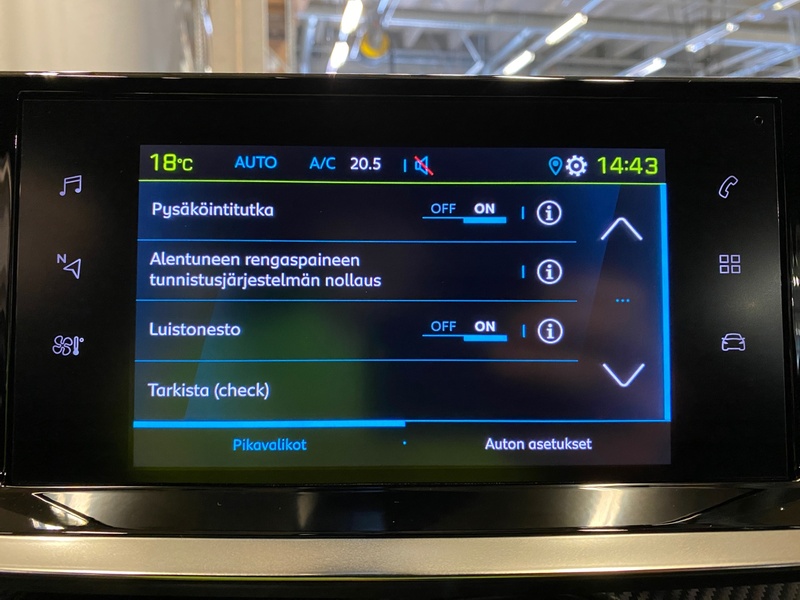 18°C AUTO A/C 20.5 14:43
Pysäköintitutka OFF ON
Alentuneen rengaspaineen
tunnistusjärjestelmän nollaus
Luistonesto OFF ON
Tarkista (check)
Pikavalikot Auton asetukset
N